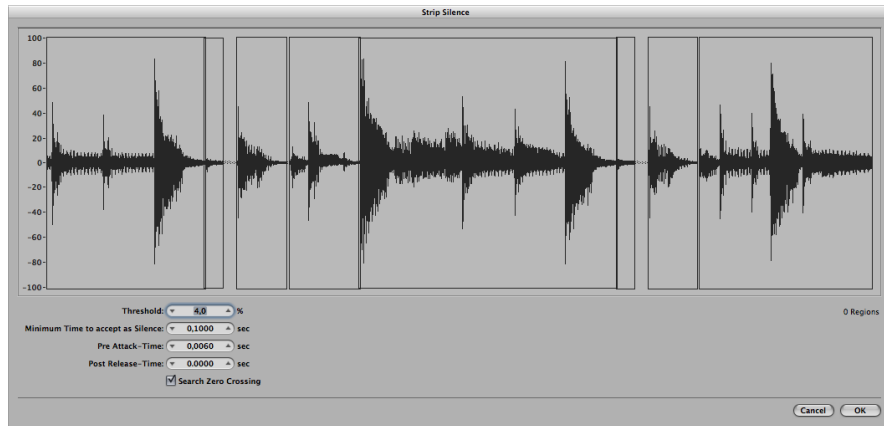 Strip Silence
100-
80-
60-
40-
20-
0-
-20-
-40-
-60-
-80-
-100-
Threshold: 4,0 %
0 Regions
Minimum Time to accept as Silence: 0,1000 sec
Pre Attack-Time: 0,0060 sec
Post Release-Time: 0.0000 sec
Search Zero Crossing
Cancel OK